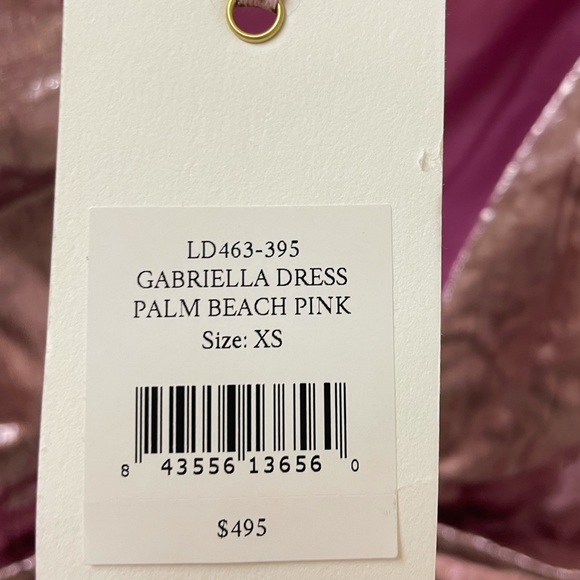 LD463-395
GABRIELLA DRESS
PALM BEACH PINK
Size: XS
8 43556 13656 0
$495